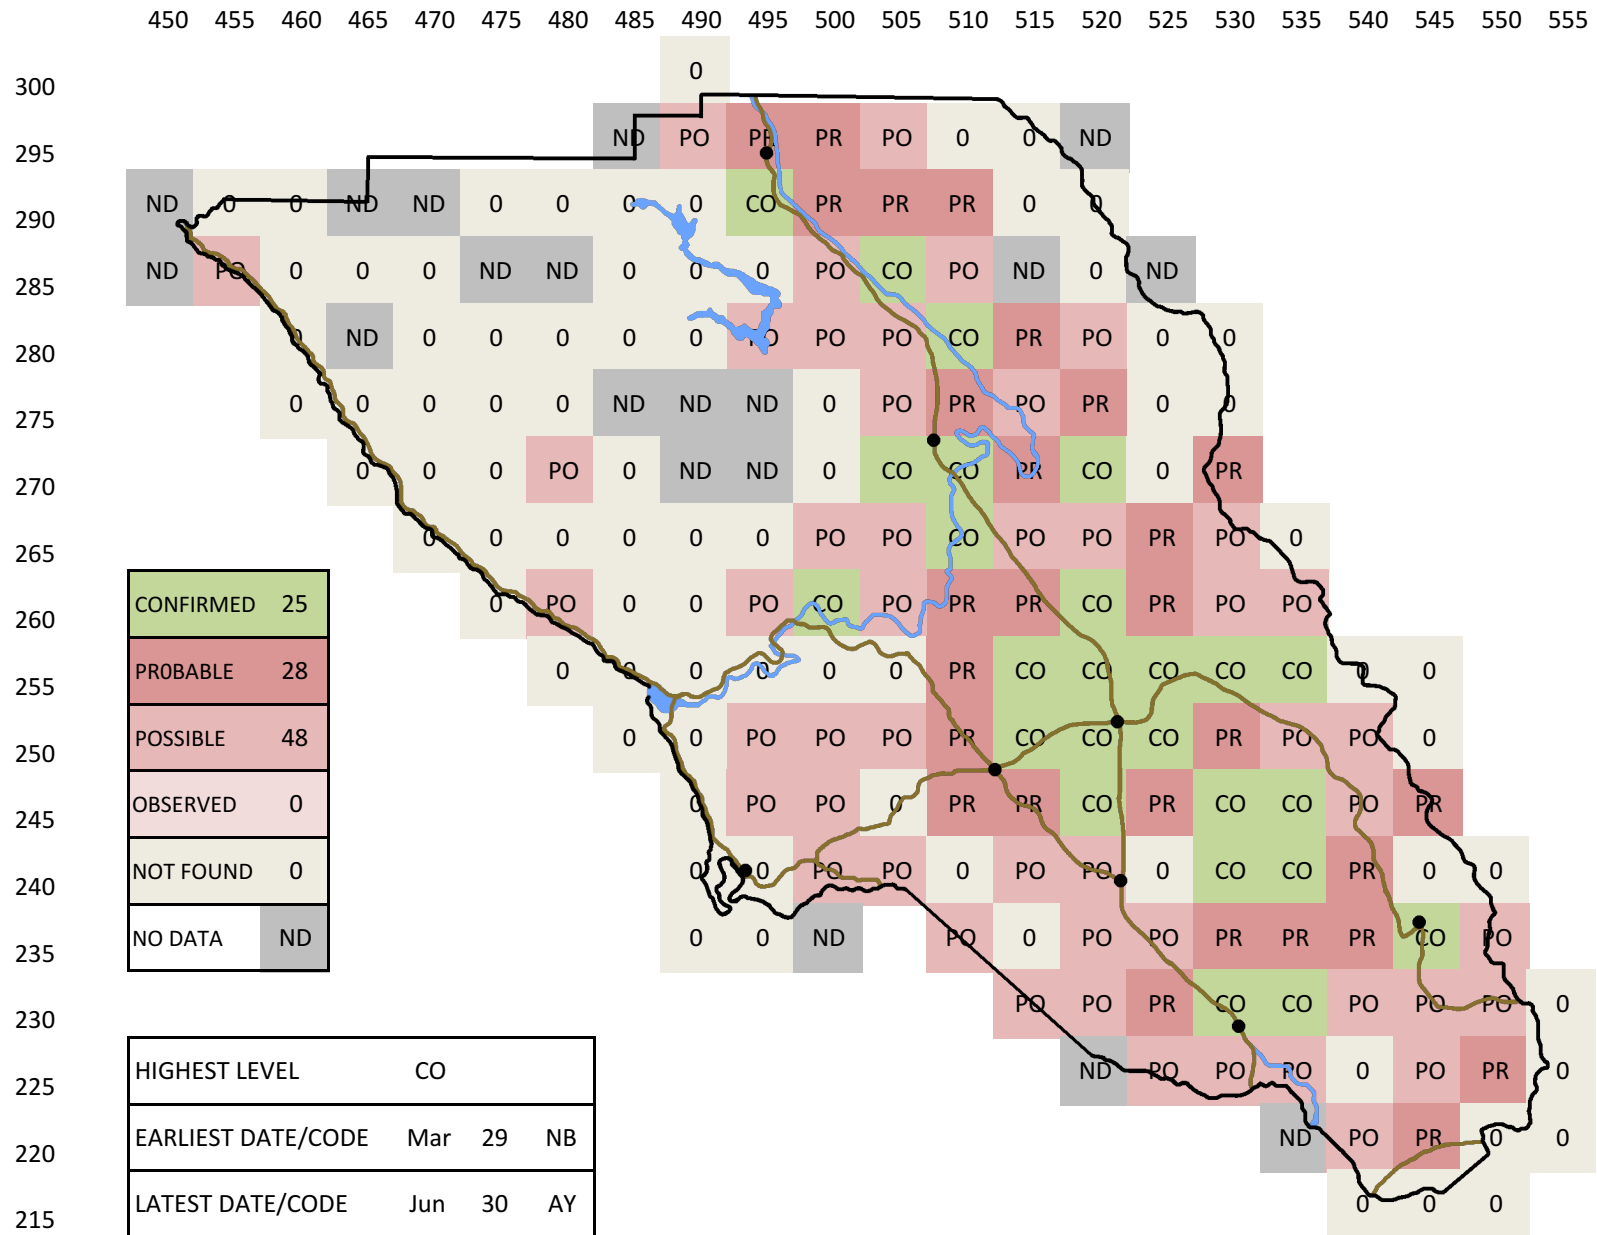 450 455 460 465 470 475 480 485 490 495 500 505 510 515 520 525 530 535 540 545 550 555
0
300
ND PO PR PR PO 0 0 ND
295
ND 0 0 ND ND 0 0 0 0 CO PR PR PR 0 0
290
ND PO 0 0 0 ND ND 0 0 0 PO CO PO ND 0 ND
285
0 ND 0 0 0 0 0 PO PO PO CO PR PO 0 0
280
0 0 0 0 0 ND ND ND 0 PO PR PO PR 0 0
275
0 0 0 PO 0 ND ND 0 CO CO PR CO 0 PR
270
0 0 0 0 0 0 PO PO CO PO PO PR PO 0
265
CONFIRMED 25
0 PO 0 0 PO CO PO PR PR CO PR PO PO
260
PR0BABLE 28
0 0 0 0 0 0 PR CO CO CO CO CO 0 0
255
POSSIBLE 48
0 0 PO PO PO PR CO CO CO PR PO PO 0
250
OBSERVED 0
0 PO PO 0 PR PR CO PR CO CO PO PR
245
NOT FOUND 0
0 0 PO PO 0 PO PO 0 CO CO PR 0 0
240
NO DATA ND
0 0 ND PO 0 PO PO PR PR PR CO PO
235
PO PO PR CO CO PO PO PO 0
230
HIGHEST LEVEL CO
ND PO PO PO 0 PO PR 0
225
EARLIEST DATE/CODE Mar 29 NB
ND PO PR 0 0
220
LATEST DATE/CODE Jun 30 AY
0 0 0
215